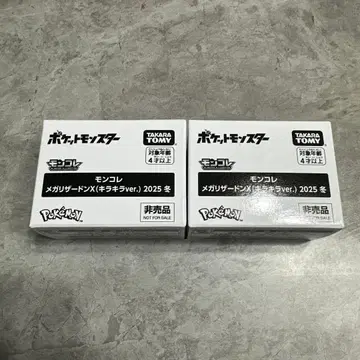 ポケットモンスター
TAKARA TOMY
対象年齢
4才以上
モンコレ
モンコレ
メガリザードンX(キラキラver.) 2025 冬
POKéMON
非売品
NOT FOR SALE
ポケットモンスター
TAKARA TOMY
対象年齢
4才以上
モンコレ
モンコレ
メガリザードンX(キラキラver.) 2025 冬
POKéMON
非売品
NOT FOR SALE